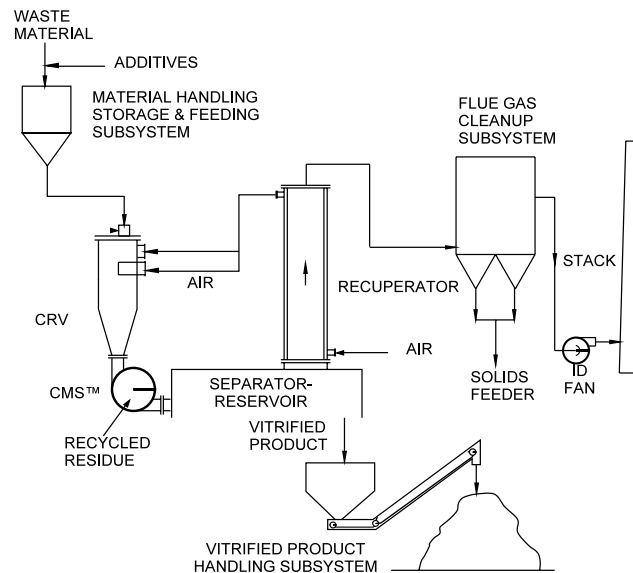 WASTE
MATERIAL
ADDITIVES
MATERIAL HANDLING
STORAGE & FEEDING
SUBSYSTEM
FLUE GAS
CLEANUP
SUBSYSTEM
AIR
RECUPERATOR
STACK
CRV
AIR
CMS™
SEPARATOR-
RESERVOIR
SOLIDS
FEEDER
ID
FAN
RECYCLED
RESIDUE
VITRIFIED
PRODUCT
VITRIFIED PRODUCT
HANDLING SUBSYSTEM